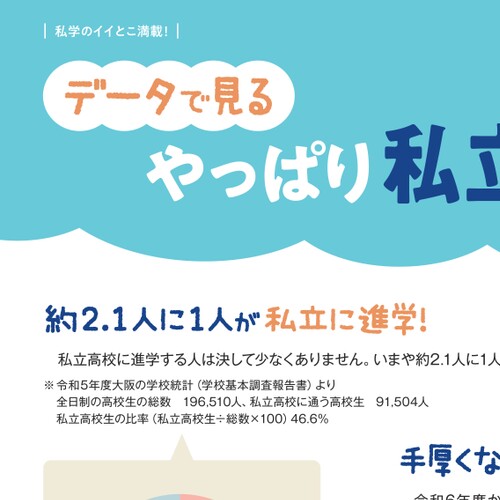 私学のイイとこ満載!
データで見る
やっぱり私立
約2.1人に1人が私立に進学!
私立高校に進学する人は決して少なくありません。いまや約2.1人に1人
※令和5年度大阪の学校統計(学校基本調査報告書)より
全日制の高校生の総数 196,510人、私立高校に通う高校生 91,504人
私立高校生の比率(私立高校生÷総数×100)46.6%
手厚くな